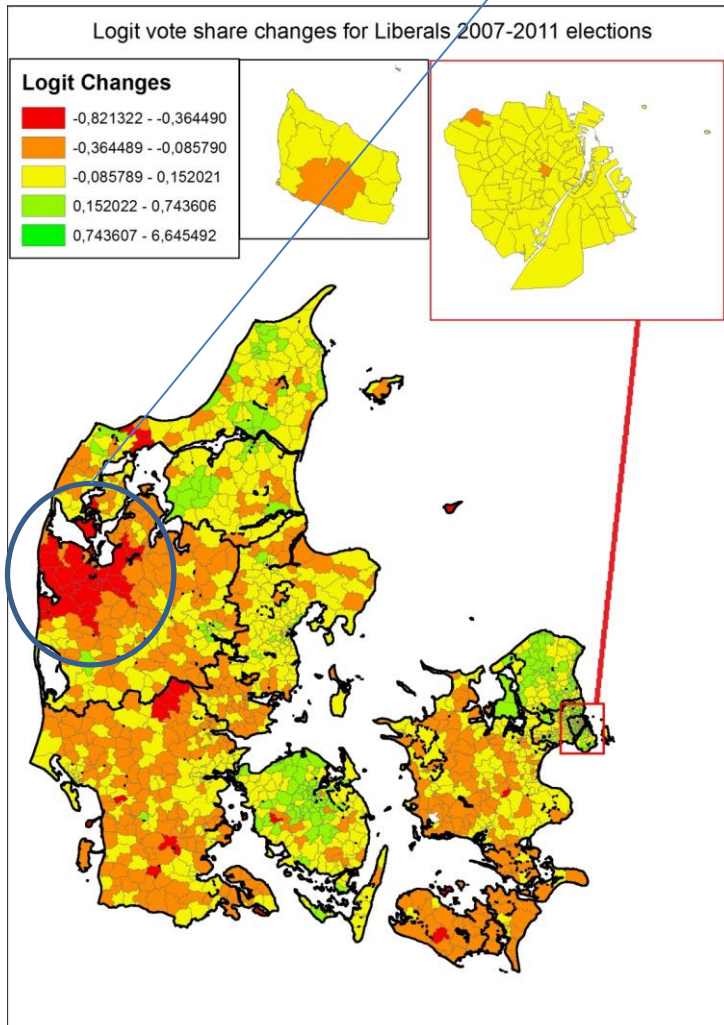 Logit vote share changes for Liberals 2007-2011 elections
Logit Changes
-0,821322 - -0,364490
-0,364489 - -0,085790
-0,085789 - 0,152021
0,152022 - 0,743606
0,743607 - 6,645492